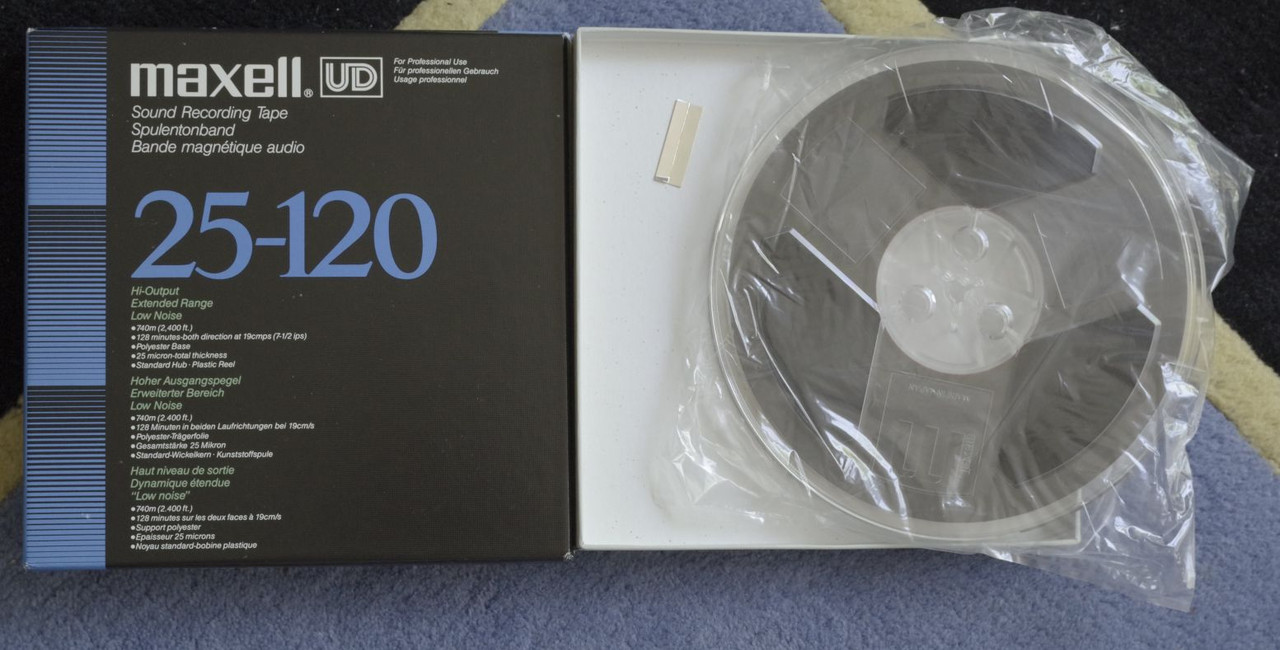 maxell® UD
For Professional Use
Für professionellen Gebrauch
Usage professionnel
Sound Recording Tape
Spulentonband
Bande magnétique audio
25-120
Hi-Output
Extended Range
Low Noise
●740m (2,400 ft.)
●128 minutes-both direction at 19cmps (7-1/2 ips)
●Polyester Base
●25 micron-total thickness
●Standard Hub · Plastic Reel
Hoher Ausgangspegel
Erweiterter Bereich
Low Noise
●740m (2.400 ft.)
●128 Minuten in beiden Laufrichtungen bei 19cm/s
●Polyester-Trägerfolie
●Gesamtstärke 25 Mikron
●Standard-Wickelkern · Kunststoffspule
Haut niveau de sortie
Dynamique étendue
"Low noise"
●740m (2.400 ft.)
●128 minutes sur les deux faces à 19cm/s
●Support polyester
●Epaisseur 25 microns
●Noyau standard-bobine plastique